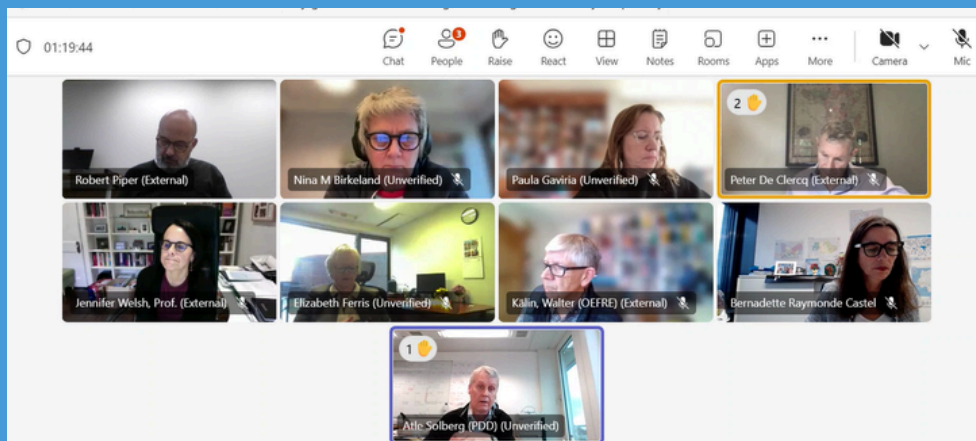 01:19:44
3
Chat
People
Raise
React
View
Notes
Rooms
Apps
More
Camera
Mic
2
Robert Piper (External)
Nina M Birkeland (Unverified)
Paula Gaviria (Unverified)
Peter De Clercq (External)
Jennifer Welsh, Prof. (External)
Elizabeth Ferris (Unverified)
Kälin, Walter (OEFRE) (External)
Bernadette Raymonde Castel
1
Atle Solberg (PDD) (Unverified)